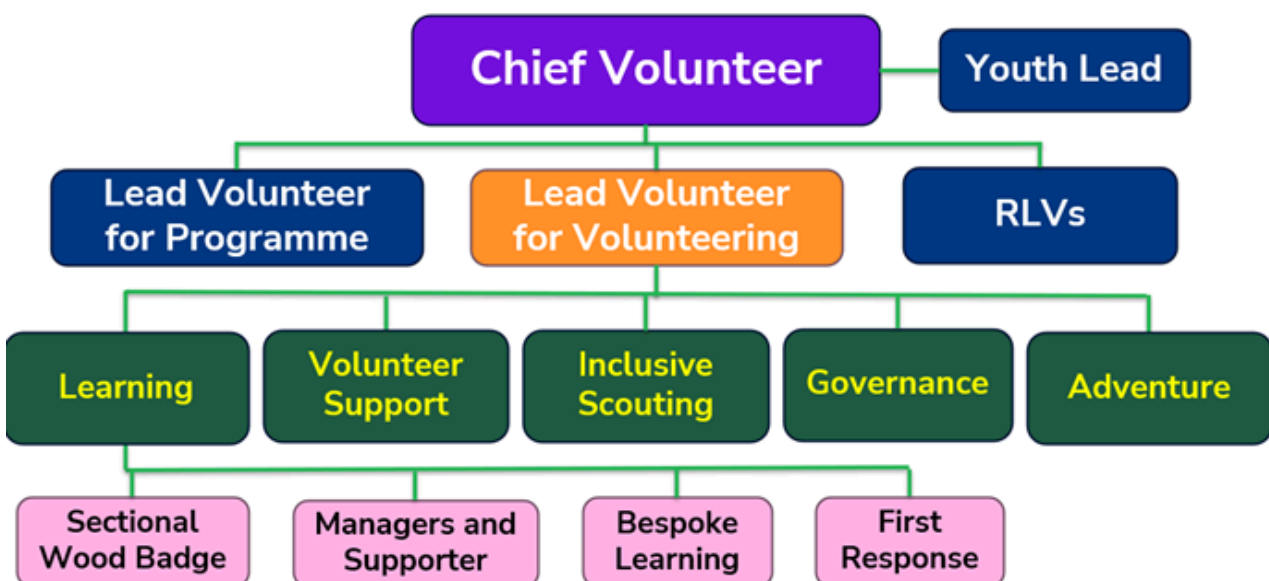 Chief Volunteer
Youth Lead
Lead Volunteer
for Programme
Lead Volunteer
for Volunteering
RLVs
Learning
Volunteer
Support
Inclusive
Scouting
Governance
Adventure
Sectional
Wood Badge
Managers and
Supporter
Bespoke
Learning
First
Response